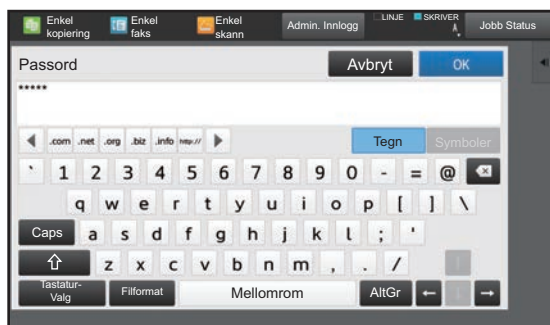 Enkel kopiering
Enkel faks
Enkel skann
Admin. Innlogg
LINJE
SKRIVER
Jobb Status
Passord
Avbryt
OK
*****
.com .net .org .biz .info http://
Tegn
Symboler
` 1 2 3 4 5 6 7 8 9 0 - = @
q w e r t y u i o p [ ] \
Caps a s d f g h j k l ; '
z x c v b n m , . /
Tastatur-Valg
Filformat
Mellomrom
AltGr